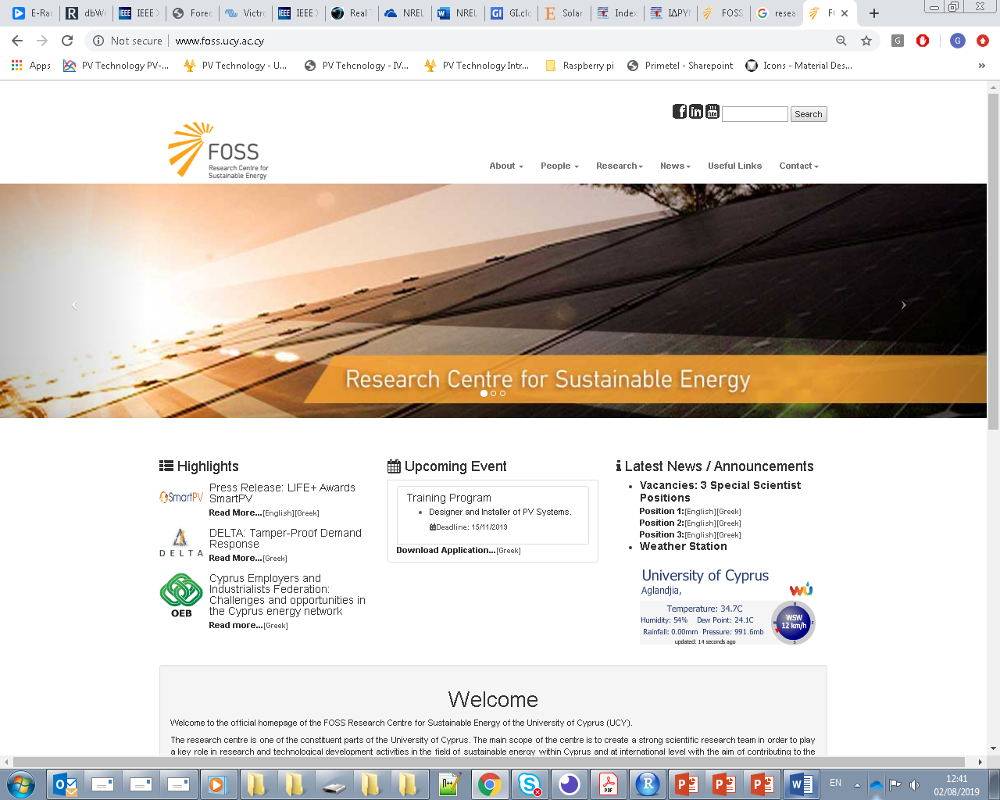 E-Rac
dbWr
IEEE X
Forec
Victro
IEEE X
Real T
NREL
NREL
GI.clo
Solar
Index
ΙΔΡΥΜ
FOSS
resea
Not secure
www.foss.ucy.ac.cy
Apps
PV Technology PV-...
PV Technology - U...
PV Tehcnology - IV...
PV Technology Intr...
Raspberry pi
Primetel - Sharepoint
Icons - Material Des...
Search
FOSS
Research Centre for
Sustainable Energy
About
People
Research
News
Useful Links
Contact
Research Centre for Sustainable Energy
Highlights
SmartPV
Press Release: LIFE+ Awards
SmartPV
Read More...[English][Greek]
DELTA
DELTA: Tamper-Proof Demand
Response
Read More...[Greek]
OEB
Cyprus Employers and
Industrialists Federation:
Challenges and opportunities in
the Cyprus energy network
Read more...[Greek]
Upcoming Event
Training Program
Designer and Installer of PV Systems.
Deadline: 15/11/2019
Download Application...[Greek]
Latest News / Announcements
Vacancies: 3 Special Scientist
Positions
Position 1:[English][Greek]
Position 2:[English][Greek]
Position 3:[English][Greek]
Weather Station
University of Cyprus
Aglandjia,
Temperature: 34.7C
Humidity: 54% Dew Point: 24.1C
Rainfall: 0.00mm Pressure: 991.6mb
updated: 14 seconds ago
WSW
12 km/h
Welcome
Welcome to the official homepage of the FOSS Research Centre for Sustainable Energy of the University of Cyprus (UCY).
The research centre is one of the constituent parts of the University of Cyprus. The main scope of the centre is to create a strong scientific research team in order to play
a key role in research and technological development activities in the field of sustainable energy within Cyprus and at international level with the aim of contributing to the
EN
12:41
02/08/2019